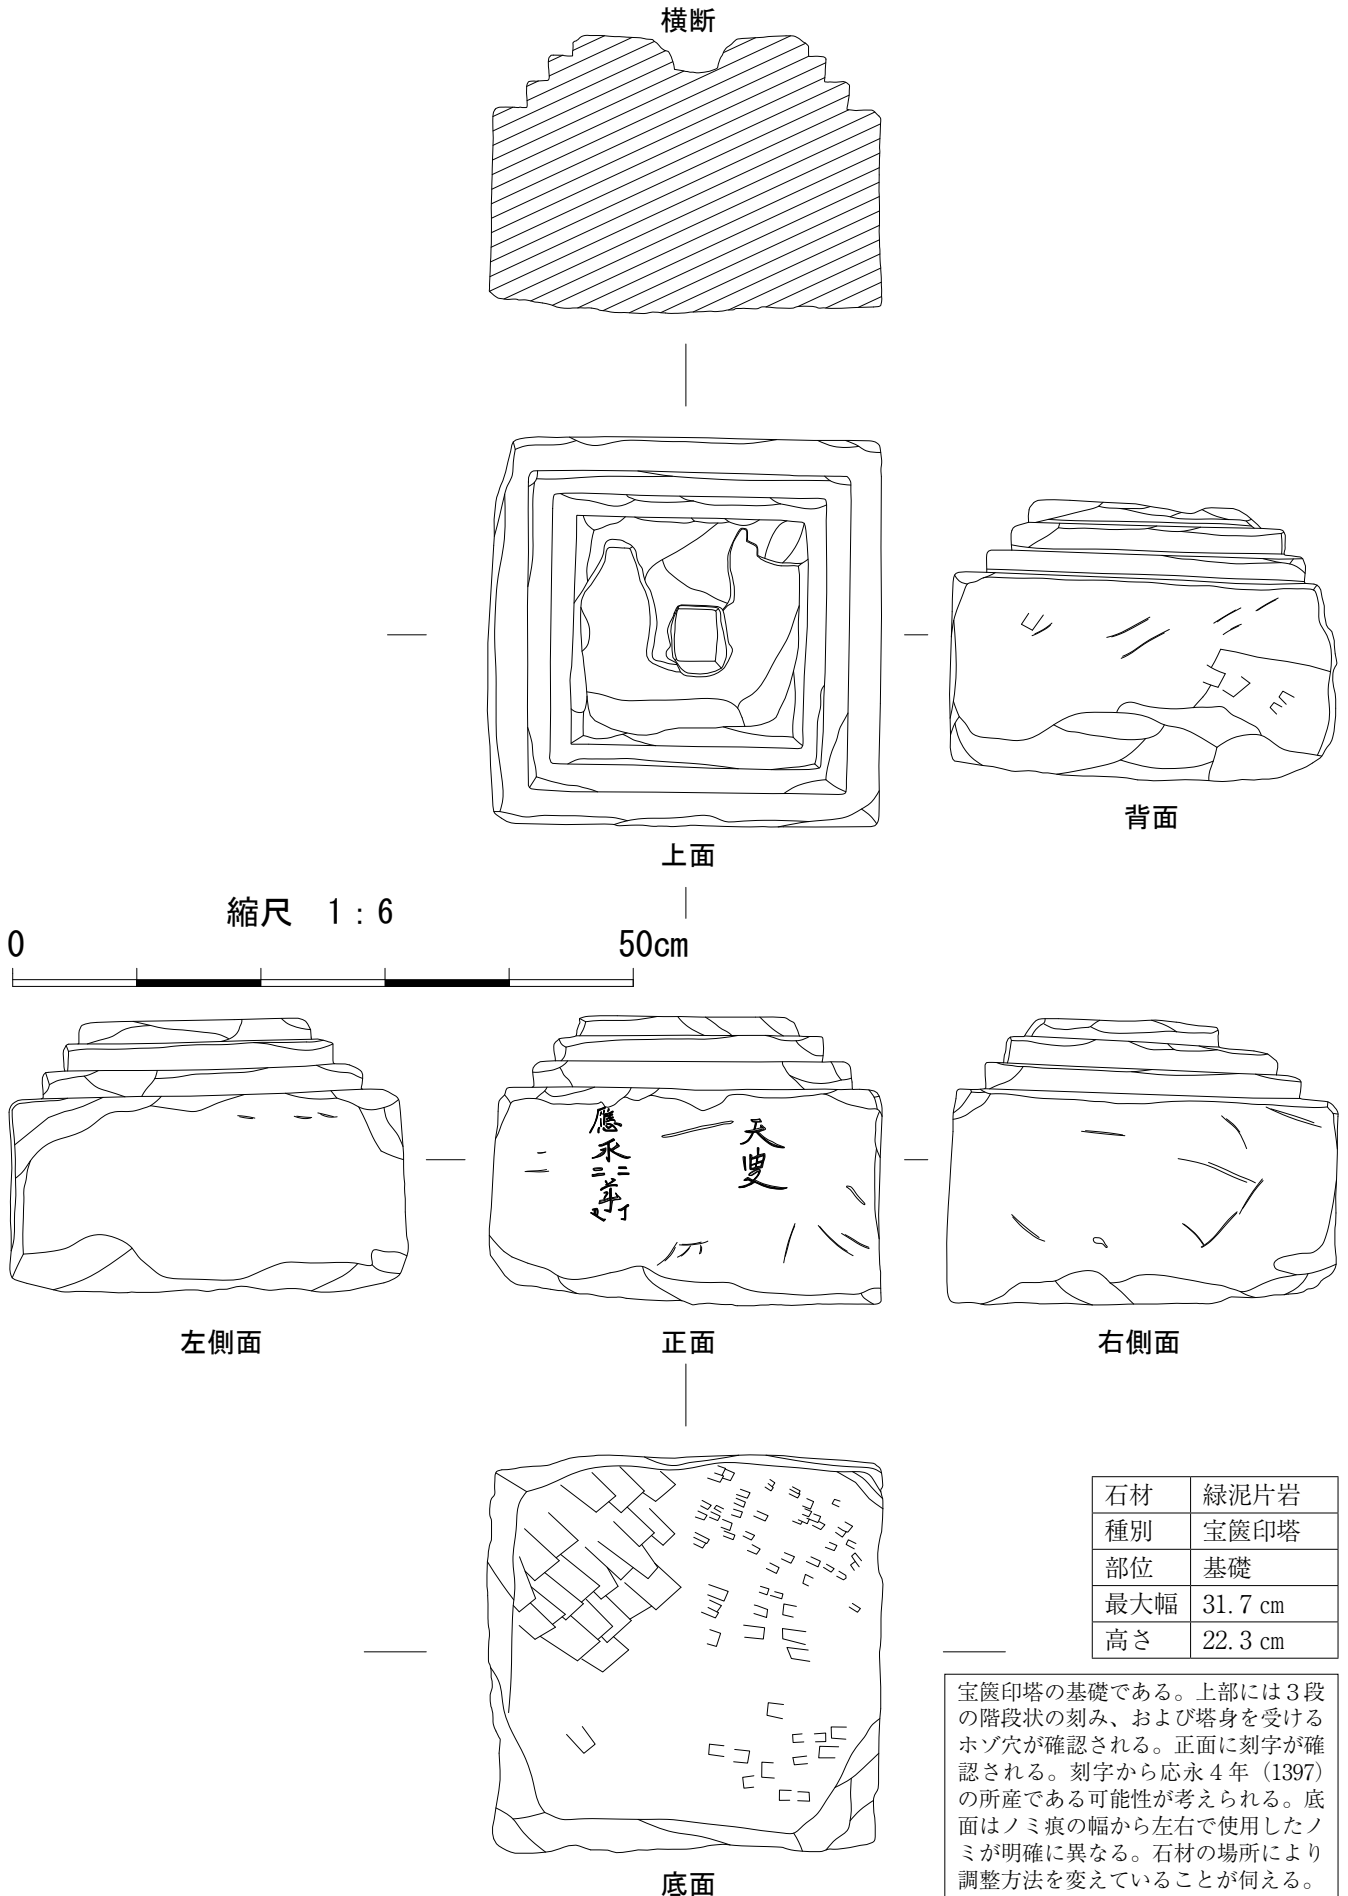 横断
上面
背面
縮尺 1:6
0 50cm
應永
二二
天叟
左側面
正面
右側面
底面
石材 緑泥片岩
種別 宝篋印塔
部位 基礎
最大幅 31.7 cm
高さ 22.3 cm
宝篋印塔の基礎である。上部には３段
の階段状の刻み、および塔身を受ける
ホゾ穴が確認される。正面に刻字が確
認される。刻字から応永４年（1397）
の所産である可能性が考えられる。底
面はノミ痕の幅から左右で使用したノ
ミが明確に異なる。石材の場所により
調整方法を変えていることが伺える。